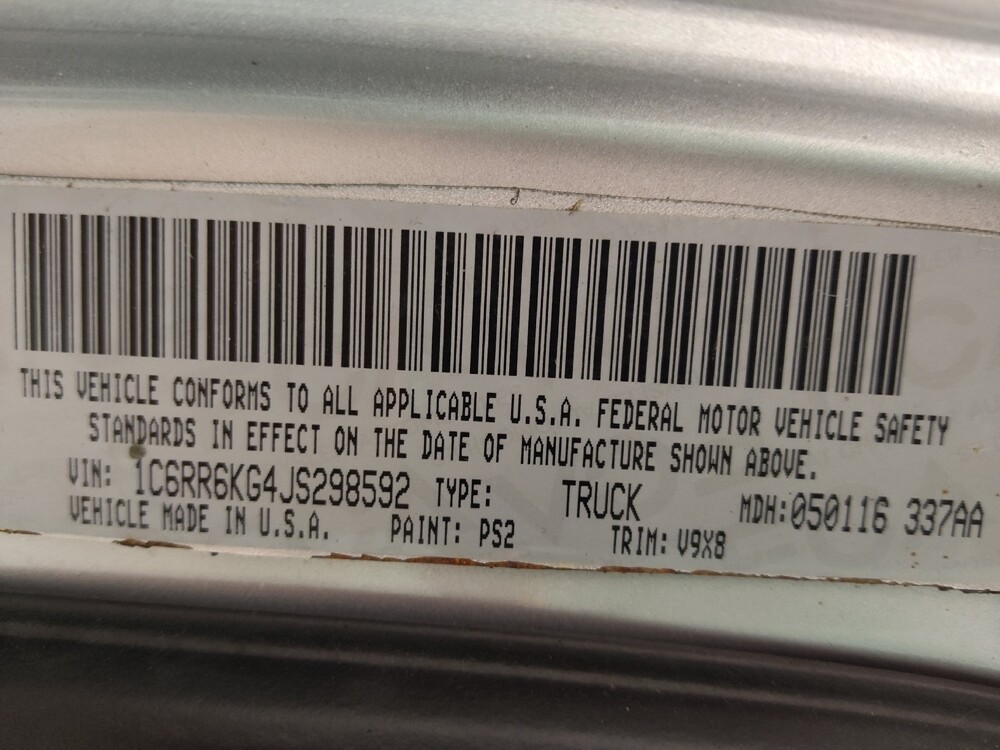 THIS VEHICLE CONFORMS TO ALL APPLICABLE U.S.A. FEDERAL MOTOR VEHICLE SAFETY
STANDARDS IN EFFECT ON THE DATE OF MANUFACTURE SHOWN ABOVE.
VIN: 1C6RR6KG4JS298592 TYPE: TRUCK MDH:050116 337AA
VEHICLE MADE IN U.S.A. PAINT: PS2 TRIM: V9X8